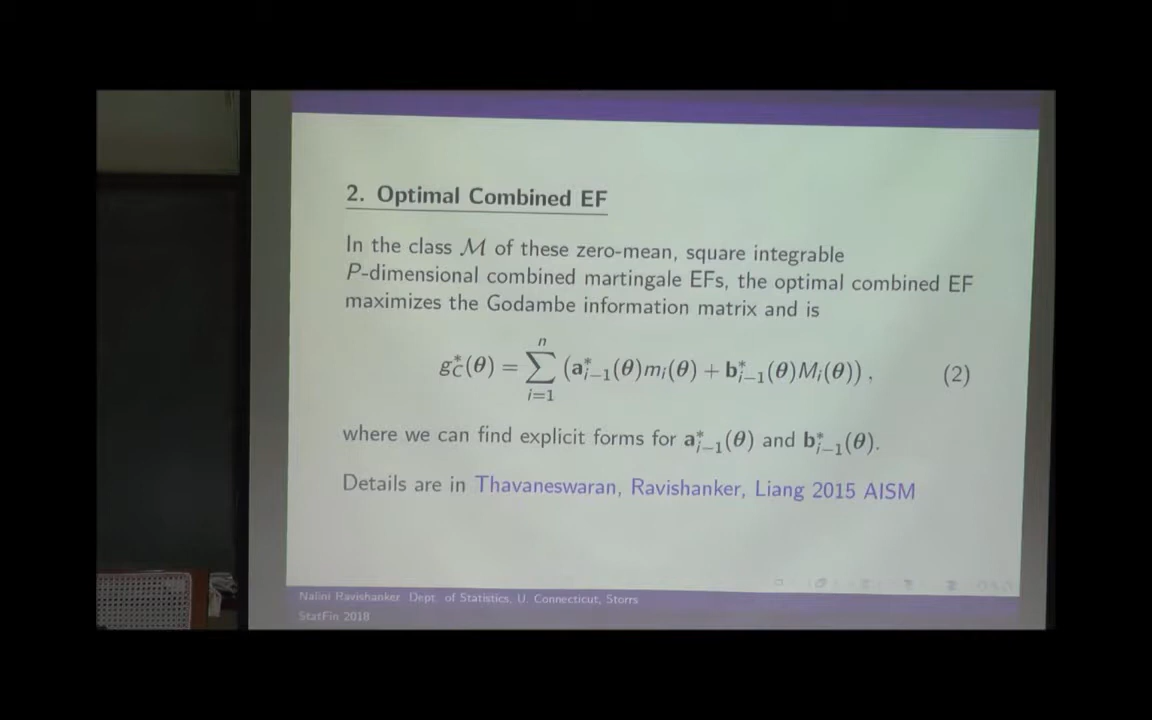 2. Optimal Combined EF
In the class ℳ of these zero-mean, square integrable
P-dimensional combined martingale EFs, the optimal combined EF
maximizes the Godambe information matrix and is
g*_C(θ) = ∑_{i=1}^{n} (a*_{i−1}(θ)m_i(θ) + b*_{i−1}(θ)M_i(θ)) , (2)
where we can find explicit forms for a*_{i−1}(θ) and b*_{i−1}(θ).
Details are in Thavaneswaran, Ravishanker, Liang 2015 AISM
Nalini Ravishanker Dept. of Statistics, U. Connecticut, Storrs
StatFin 2018